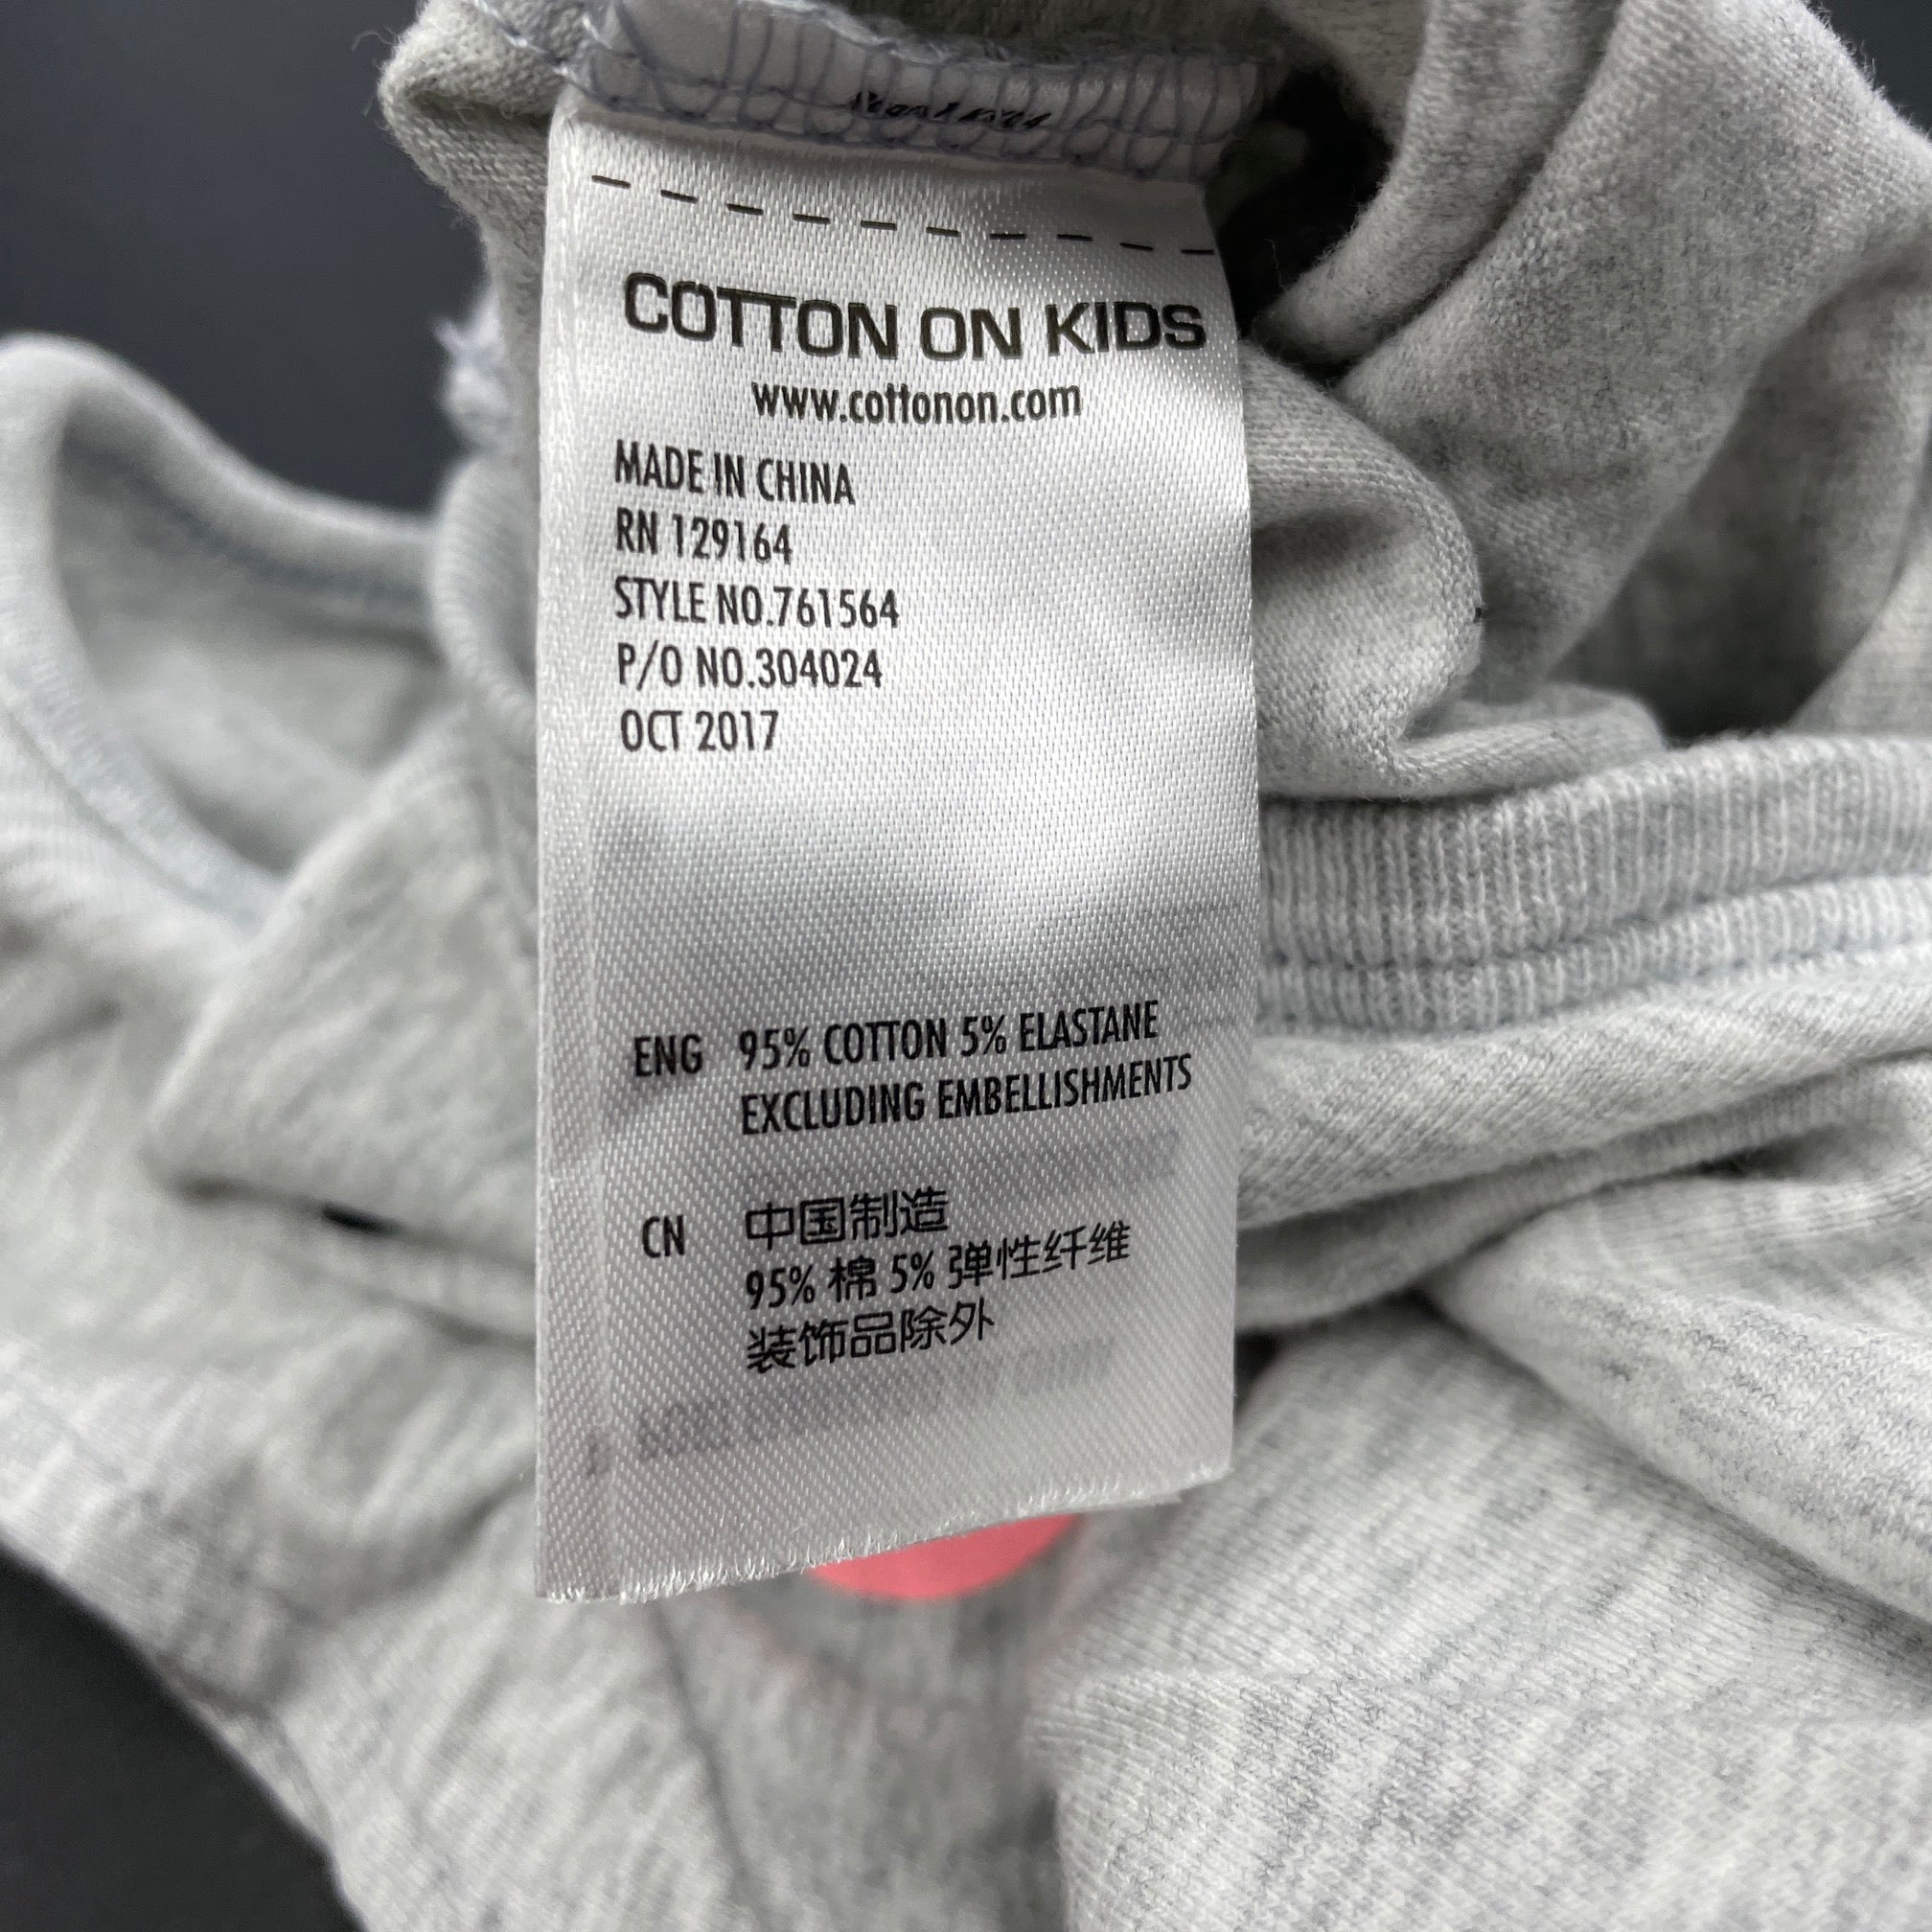 COTTON ON KIDS
www.cottonon.com
MADE IN CHINA
RN 129164
STYLE NO.761564
P/O NO.304024
OCT 2017
ENG 95% COTTON 5% ELASTANE
EXCLUDING EMBELLISHMENTS
CN 中国制造
95% 棉 5% 弹性纤维
装饰品除外